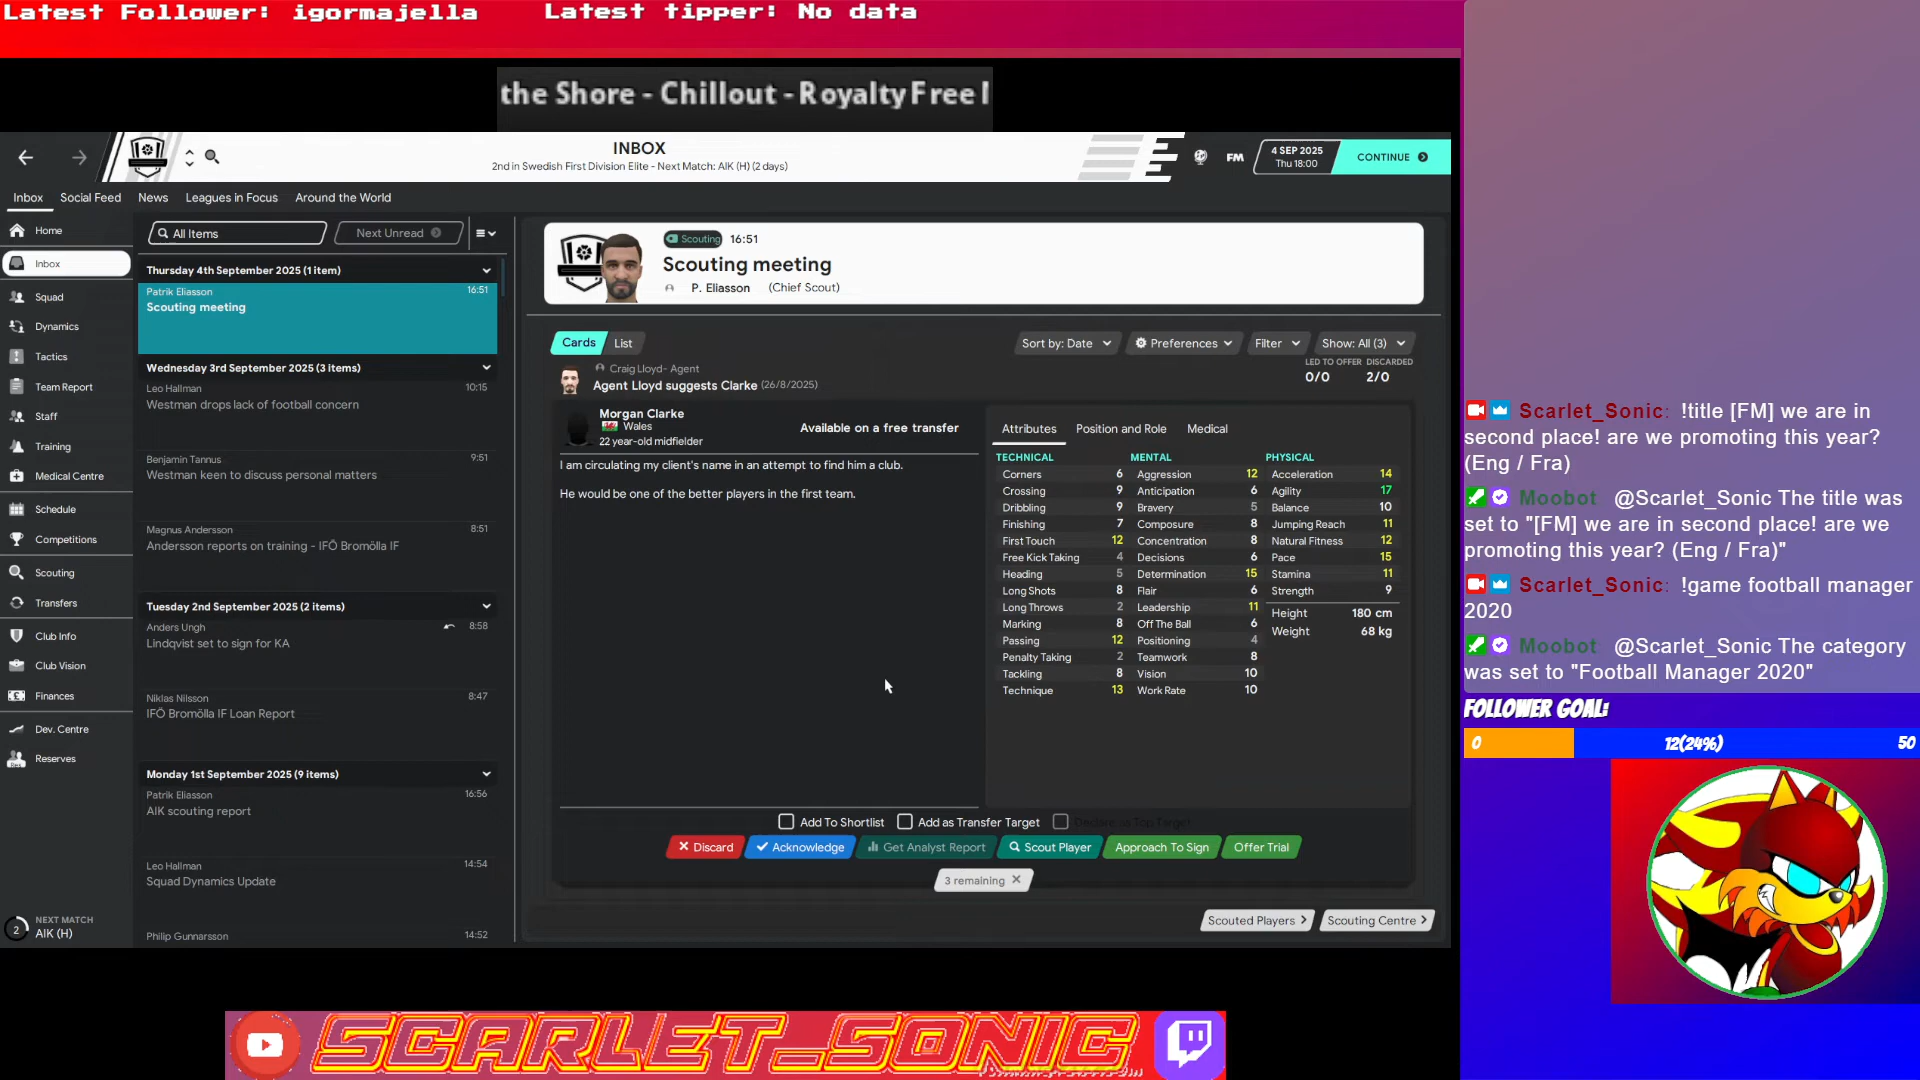 Latest Follower: igormajella
Latest tipper: No data
the Shore - Chillout - Royalty Free
INBOX
2nd in Swedish First Division Elite - Next Match: AIK (H) (2 days)
FM
4 SEP 2025
Thu 18:00
CONTINUE
Inbox
Social Feed
News
Leagues in Focus
Around the World
Home
Inbox
Squad
Dynamics
Tactics
Team Report
Staff
Training
Medical Centre
Schedule
Competitions
Scouting
Transfers
Club Info
Club Vision
Finances
Dev. Centre
Reserves
2
NEXT MATCH
AIK (H)
All Items
Next Unread
Thursday 4th September 2025 (1 item)
Patrik Eliasson 16:51
Scouting meeting
Wednesday 3rd September 2025 (3 items)
Leo Hallman 10:15
Westman drops lack of football concern
Benjamin Tannus 9:51
Westman keen to discuss personal matters
Magnus Andersson 8:51
Andersson reports on training - IFÖ Bromölla IF
Tuesday 2nd September 2025 (2 items)
Anders Ungh 8:58
Lindqvist set to sign for KA
Niklas Nilsson 8:47
IFÖ Bromölla IF Loan Report
Monday 1st September 2025 (9 items)
Patrik Eliasson 16:56
AIK scouting report
Leo Hallman 14:54
Squad Dynamics Update
Philip Gunnarsson 14:52
Scouting 16:51
Scouting meeting
P. Eliasson (Chief Scout)
Cards
List
Sort by: Date
Preferences
Filter
Show: All (3)
LED TO OFFER DISCARDED
0/0 2/0
Craig Lloyd- Agent
Agent Lloyd suggests Clarke (26/8/2025)
Morgan Clarke
Wales
22 year-old midfielder
Available on a free transfer
I am circulating my client's name in an attempt to find him a club.
He would be one of the better players in the first team.
Attributes
Position and Role
Medical
TECHNICAL MENTAL PHYSICAL
Corners 6 Aggression 12 Acceleration 14
Crossing 9 Anticipation 6 Agility 17
Dribbling 9 Bravery 5 Balance 10
Finishing 7 Composure 8 Jumping Reach 11
First Touch 12 Concentration 8 Natural Fitness 12
Free Kick Taking 4 Decisions 6 Pace 15
Heading 5 Determination 15 Stamina 11
Long Shots 8 Flair 6 Strength 9
Long Throws 2 Leadership 11 Height 180 cm
Marking 8 Off The Ball 6 Weight 68 kg
Passing 12 Positioning 4
Penalty Taking 2 Teamwork 8
Tackling 8 Vision 10
Technique 13 Work Rate 10
Add To Shortlist
Add as Transfer Target
Declare as Top Target
Discard
Acknowledge
Get Analyst Report
Scout Player
Approach To Sign
Offer Trial
3 remaining
Scouted Players
Scouting Centre
Scarlet_Sonic: !title [FM] we are in
second place! are we promoting this year?
(Eng / Fra)
Moobot @Scarlet_Sonic The title was
set to "[FM] we are in second place! are we
promoting this year? (Eng / Fra)"
Scarlet_Sonic: !game football manager
2020
Moobot @Scarlet_Sonic The category
was set to "Football Manager 2020"
FOLLOWER GOAL:
0 12(24%) 50
SCARLET_SONIC